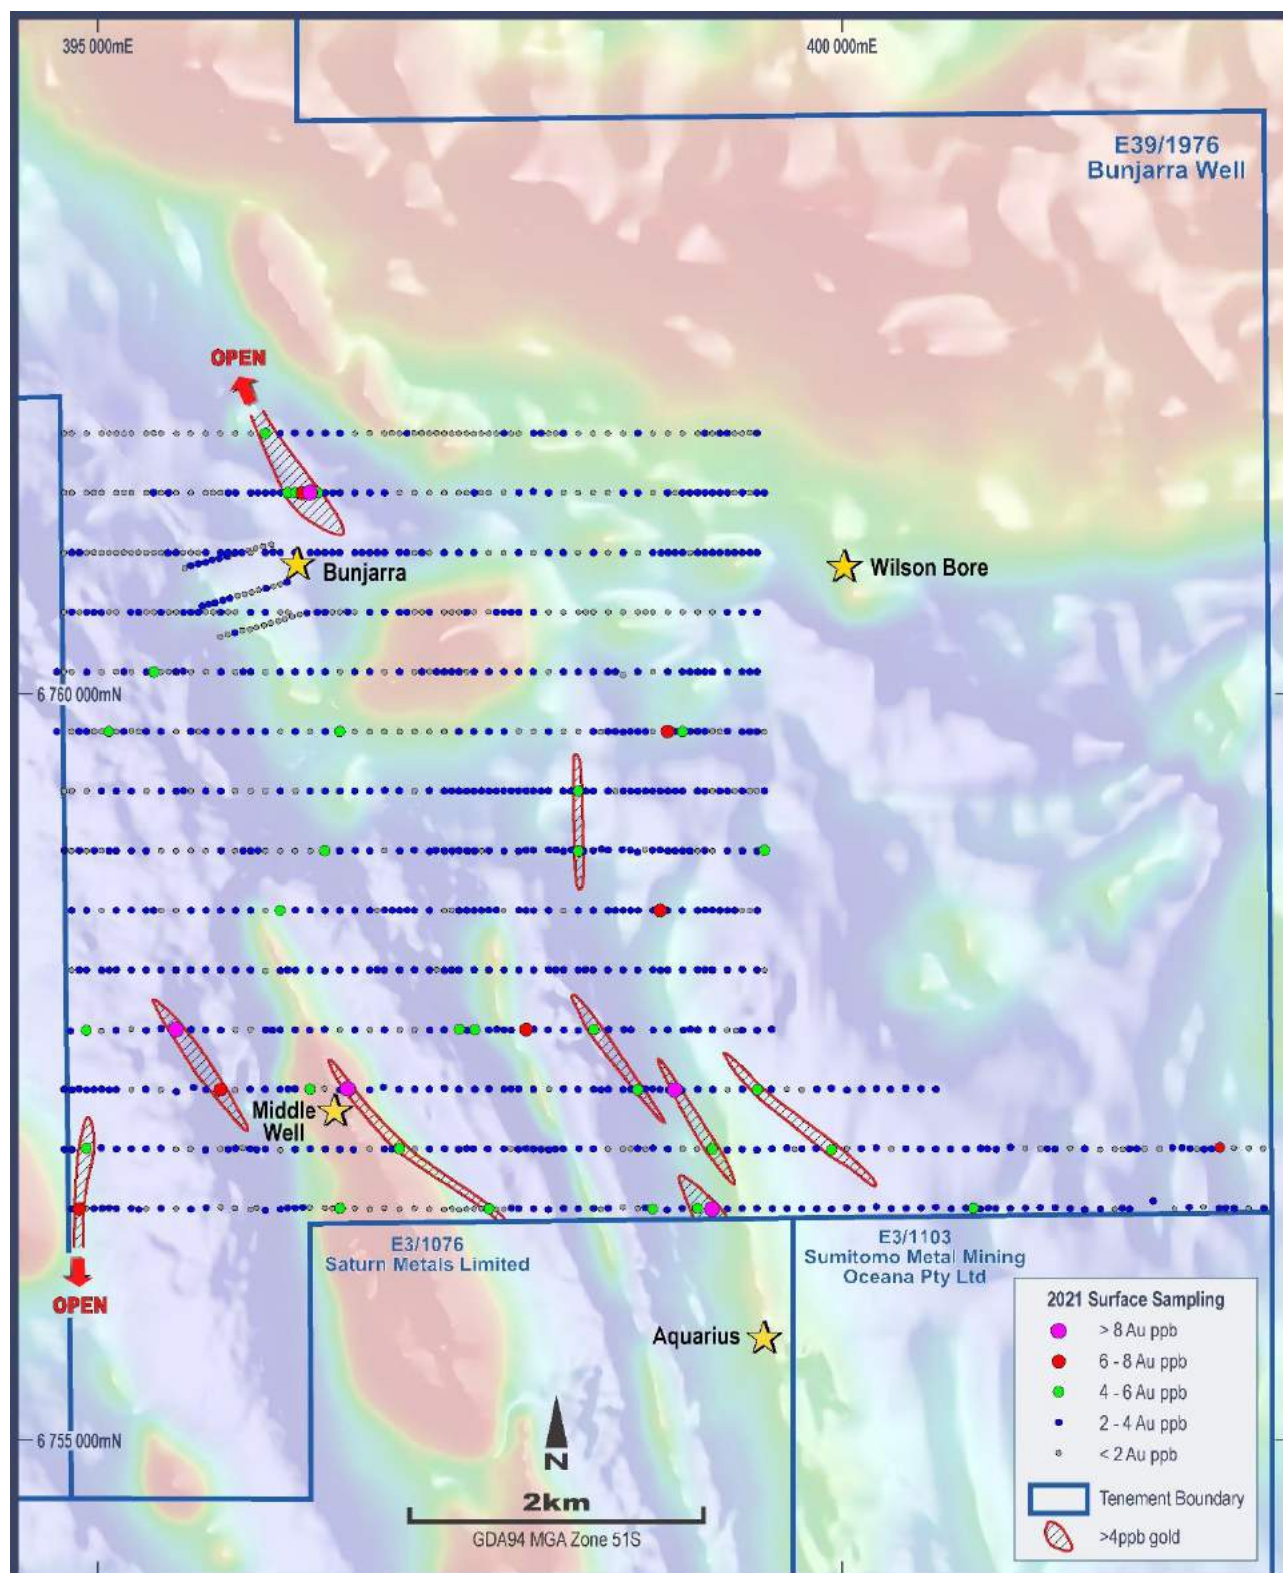 395 000mE
400 000mE
E39/1976
Bunjarra Well
OPEN
Bunjarra
Wilson Bore
6 760 000mN
Middle
Well
OPEN
E3/1076
Saturn Metals Limited
E3/1103
Sumitomo Metal Mining
Oceana Pty Ltd
Aquarius
6 755 000mN
N
2km
GDA94 MGA Zone 51S
2021 Surface Sampling
> 8 Au ppb
6 - 8 Au ppb
4 - 6 Au ppb
2 - 4 Au ppb
< 2 Au ppb
Tenement Boundary
>4ppb gold